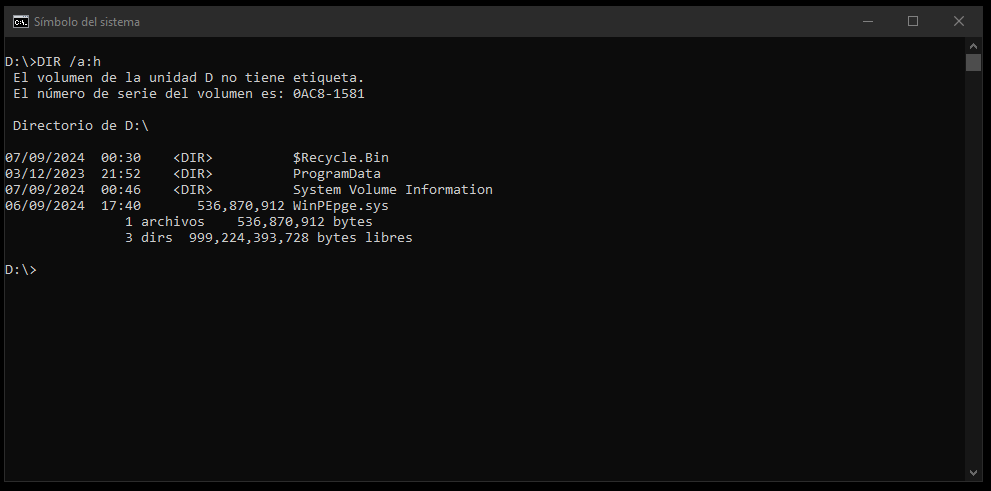 Símbolo del sistema
D:\>DIR /a:h
 El volumen de la unidad D no tiene etiqueta.
 El número de serie del volumen es: 0AC8-1581

 Directorio de D:\

07/09/2024  00:30    <DIR>          $Recycle.Bin
03/12/2023  21:52    <DIR>          ProgramData
07/09/2024  00:46    <DIR>          System Volume Information
06/09/2024  17:40       536,870,912 WinPEpge.sys
               1 archivos    536,870,912 bytes
               3 dirs  999,224,393,728 bytes libres

D:\>